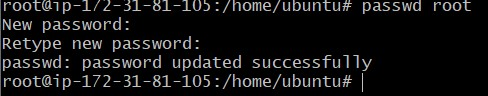 root@ip-172-31-81-105:/home/ubuntu# passwd root
New password:
Retype new password:
passwd: password updated successfully
root@ip-172-31-81-105:/home/ubuntu#